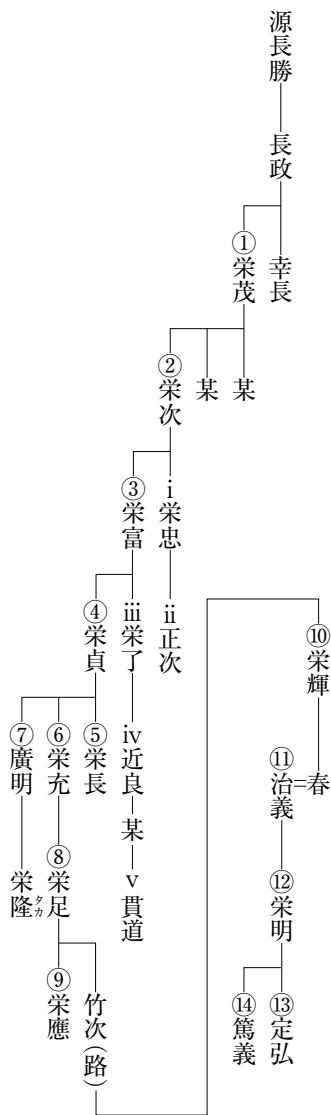 源長勝
長政
幸長
①栄茂
某
某
②栄次
ⅰ栄忠
ⅱ正次
③栄富
ⅲ栄了
ⅳ近良
某
ⅴ貫道
④栄貞
⑤栄長
⑥栄充
⑦廣明
栄隆タカ
⑧栄足
竹次(路)
⑨栄應
⑩栄輝
春
⑪治義
⑫栄明
⑬定弘
⑭篤義